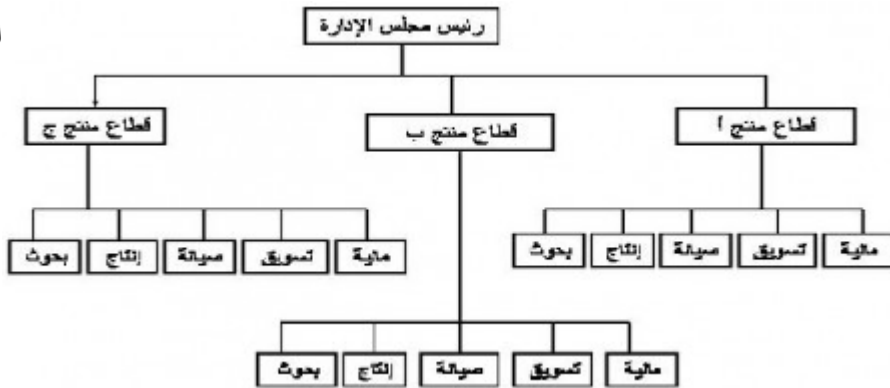 رئيس مجلس الإدارة
قطاع منتج أ
قطاع منتج ب
قطاع منتج ج
مالية
تسويق
صيانة
إنتاج
بحوث
مالية
تسويق
صيانة
إنتاج
بحوث
مالية
تسويق
صيانة
إنتاج
بحوث